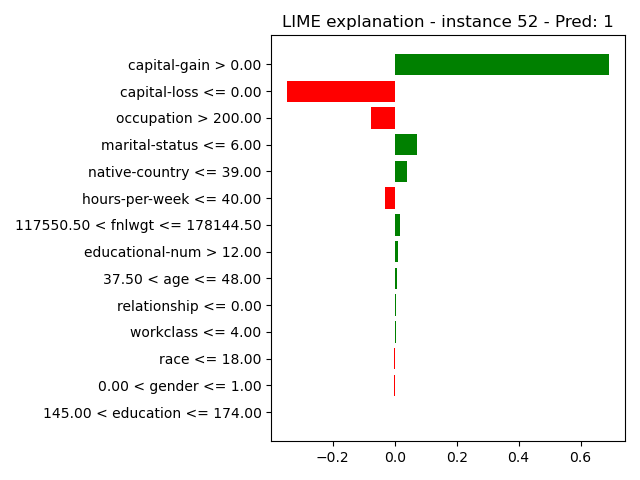 LIME explanation - instance 52 - Pred: 1
capital-gain > 0.00
capital-loss <= 0.00
occupation > 200.00
marital-status <= 6.00
native-country <= 39.00
hours-per-week <= 40.00
117550.50 < fnlwgt <= 178144.50
educational-num > 12.00
37.50 < age <= 48.00
relationship <= 0.00
workclass <= 4.00
race <= 18.00
0.00 < gender <= 1.00
145.00 < education <= 174.00
−0.2 0.0 0.2 0.4 0.6